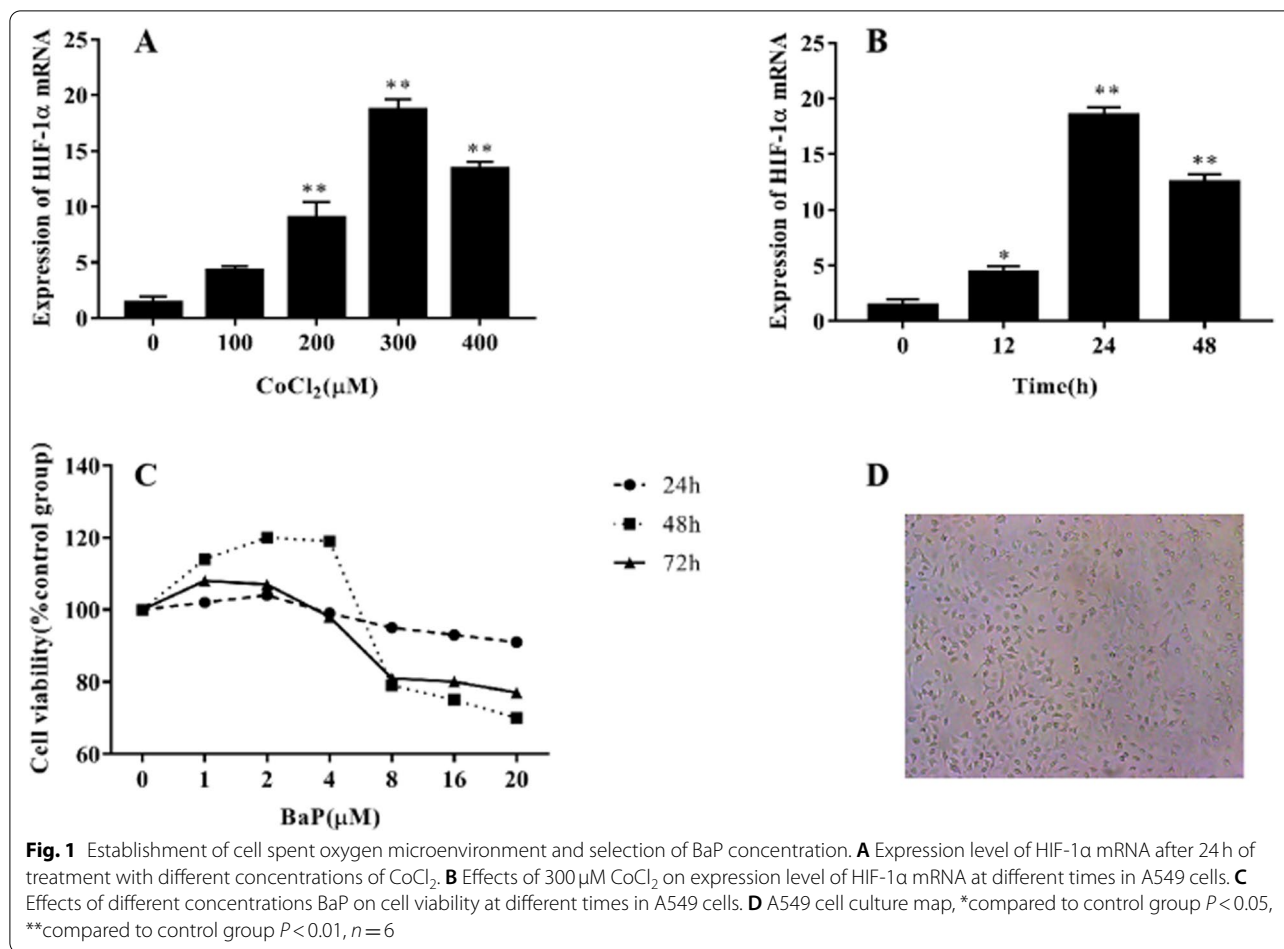 A
Expression of HIF-1α mRNA
25
20
15
10
5
0
**
**
**
0 100 200 300 400
CoCl₂(μM)
B
Expression of HIF-1α mRNA
25
20
15
10
5
0
*
**
**
0 12 24 48
Time(h)
C
Cell viability(%control group)
140
120
100
80
60
0 1 2 4 8 16 20
BaP(μM)
24h
48h
72h
D
Fig. 1 Establishment of cell spent oxygen microenvironment and selection of BaP concentration. A Expression level of HIF-1α mRNA after 24 h of
treatment with different concentrations of CoCl₂. B Effects of 300 μM CoCl₂ on expression level of HIF-1α mRNA at different times in A549 cells. C
Effects of different concentrations BaP on cell viability at different times in A549 cells. D A549 cell culture map, *compared to control group P < 0.05,
**compared to control group P < 0.01, n = 6